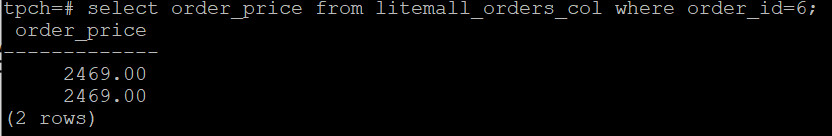 tpch=# select order_price from litemall_orders_col where order_id=6;
 order_price
-------------
     2469.00
     2469.00
(2 rows)